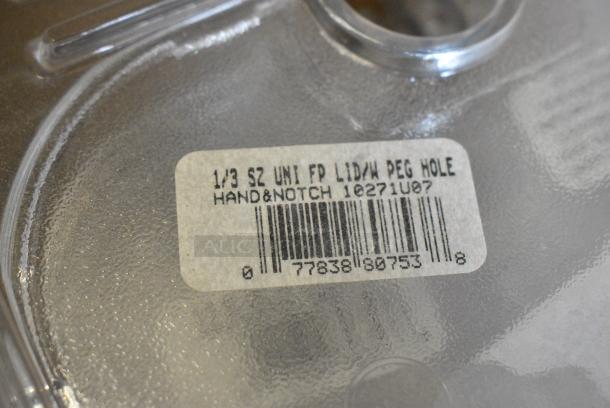 1/3 SZ UNI FP LID/W PEG HOLE
HAND&NOTCH 10271U07
0 77838 80753 8